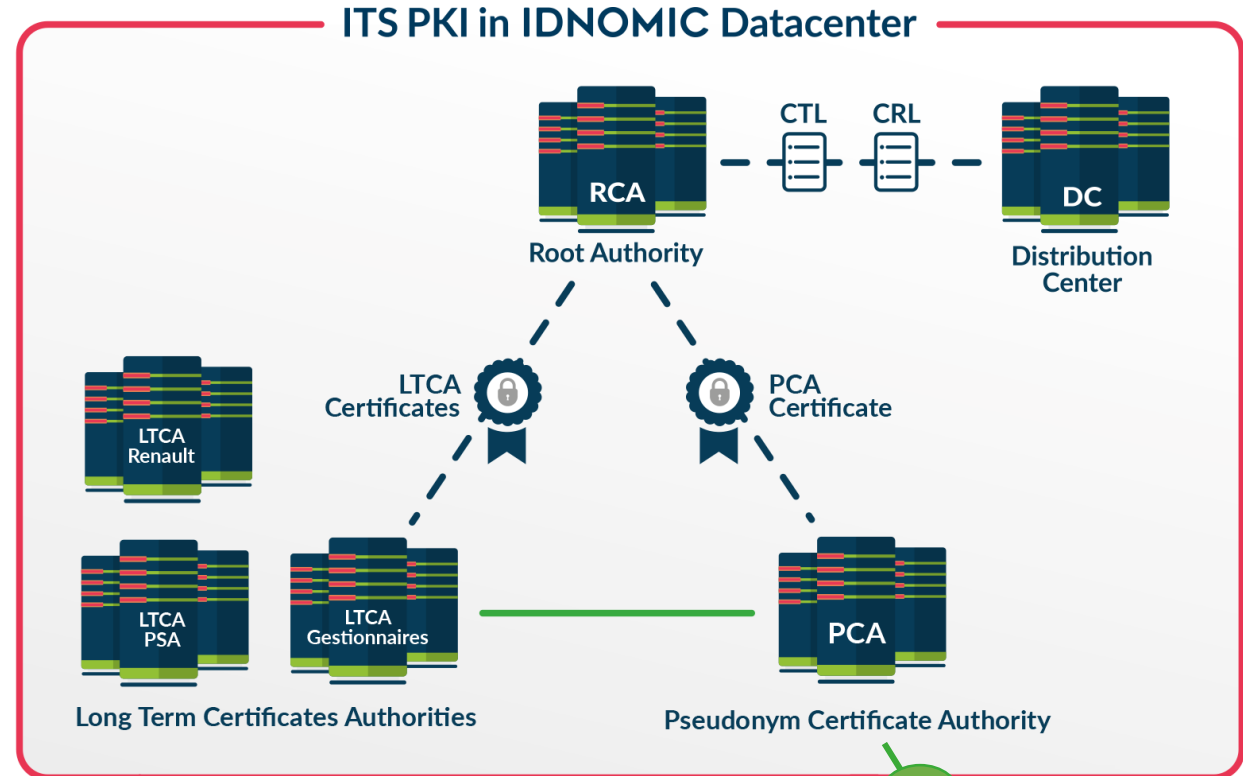 ITS PKI in IDNOMIC Datacenter
CTL
CRL
RCA
DC
Root Authority
Distribution
Center
LTCA
Certificates
PCA
Certificate
LTCA
Renault
LTCA
PSA
LTCA
Gestionnaires
PCA
Long Term Certificates Authorities
Pseudonym Certificate Authority